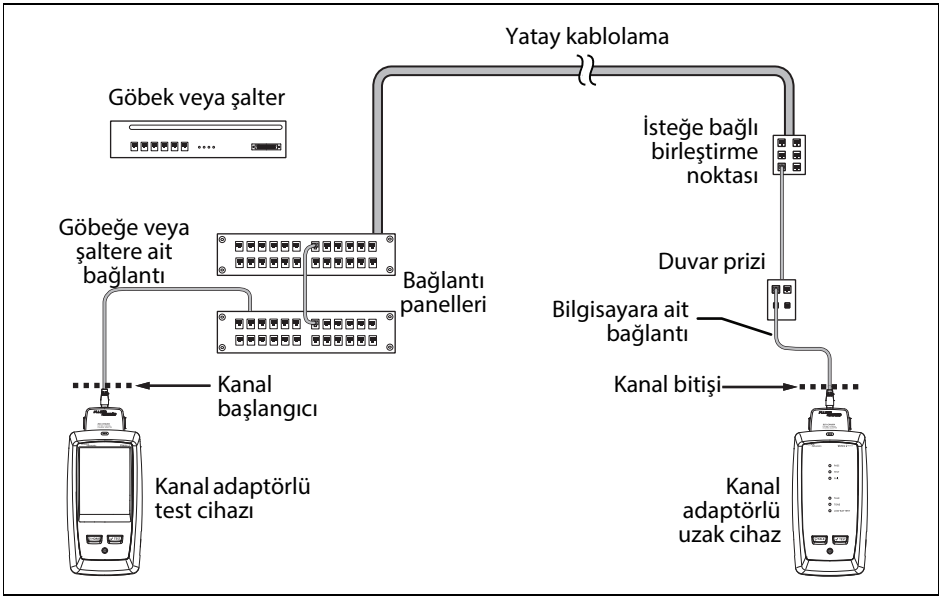 Yatay kablolama
Göbek veya şalter
İsteğe bağlı
birleştirme
noktası
Göbeğe veya
şaltere ait
bağlantı
Bağlantı
panelleri
Duvar prizi
Bilgisayara ait
bağlantı
Kanal
başlangıcı
Kanal bitişi
Kanal adaptörlü
test cihazı
Kanal
adaptörlü
uzak cihaz